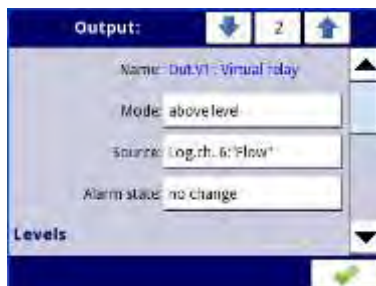 Output: 2
Name: Out.V1 : Virtual relay
Mode: above level
Source: Log.ch. 6:"Flow"
Alarm state: no change
Levels